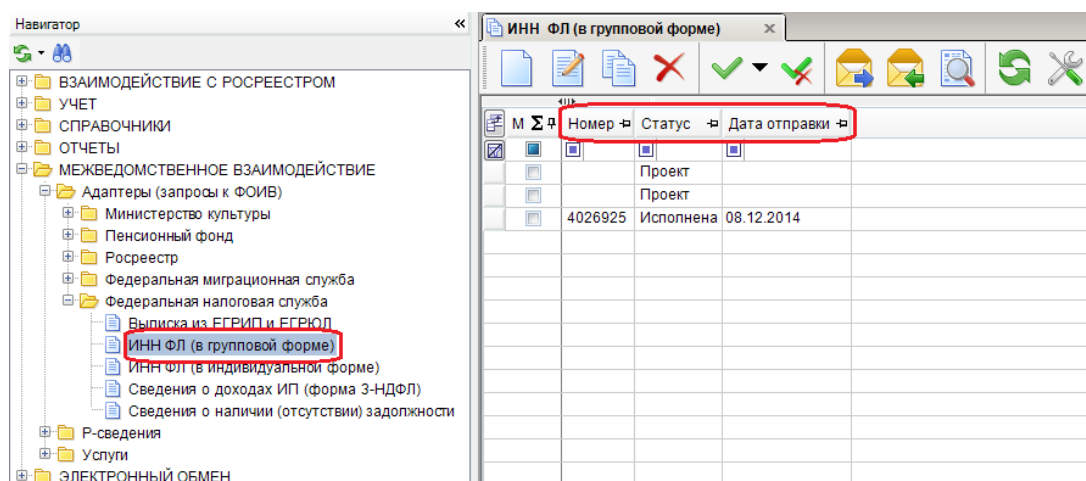 Навигатор
ВЗАИМОДЕЙСТВИЕ С РОСРЕЕСТРОМ
УЧЕТ
СПРАВОЧНИКИ
ОТЧЕТЫ
МЕЖВЕДОМСТВЕННОЕ ВЗАИМОДЕЙСТВИЕ
Адаптеры (запросы к ФОИВ)
Министерство культуры
Пенсионный фонд
Росреестр
Федеральная миграционная служба
Федеральная налоговая служба
Выписка из ЕГРИП и ЕГРЮЛ
ИНН ФЛ (в групповой форме)
ИНН ФЛ (в индивидуальной форме)
Сведения о доходах ИП (форма 3-НДФЛ)
Сведения о наличии (отсутствии) задолжности
Р-сведения
Услуги
ЭЛЕКТРОННЫЙ ОБМЕН
ИНН ФЛ (в групповой форме)
М Σ Номер Статус Дата отправки
Проект
Проект
4026925 Исполнена 08.12.2014